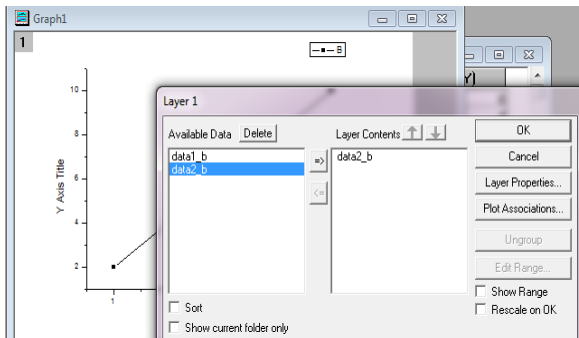 Graph1
1
B
Y)
10
8
6
4
2
Y Axis Title
1
Layer 1
Available Data
Delete
Layer Contents
data1_b
data2_b
=>
<=
data2_b
OK
Cancel
Layer Properties...
Plot Associations...
Ungroup
Edit Range...
Show Range
Rescale on OK
Sort
Show current folder only